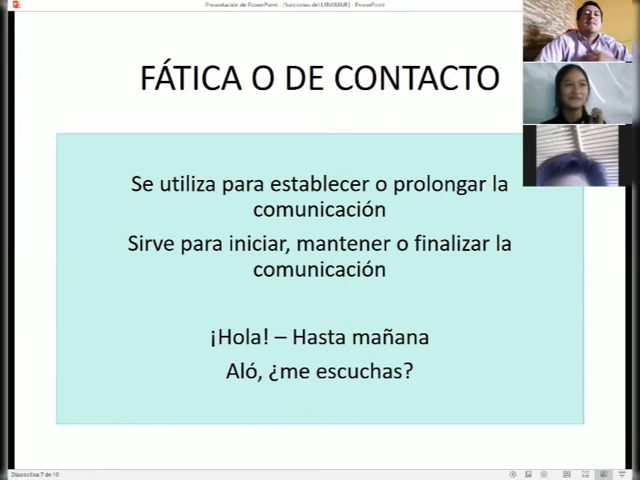 Presentación de PowerPoint - [funciones del LENGUAJE] - PowerPoint
FÁTICA O DE CONTACTO
Se utiliza para establecer o prolongar la
comunicación
Sirve para iniciar, mantener o finalizar la
comunicación
¡Hola! – Hasta mañana
Aló, ¿me escuchas?
Diapositiva 7 de 10